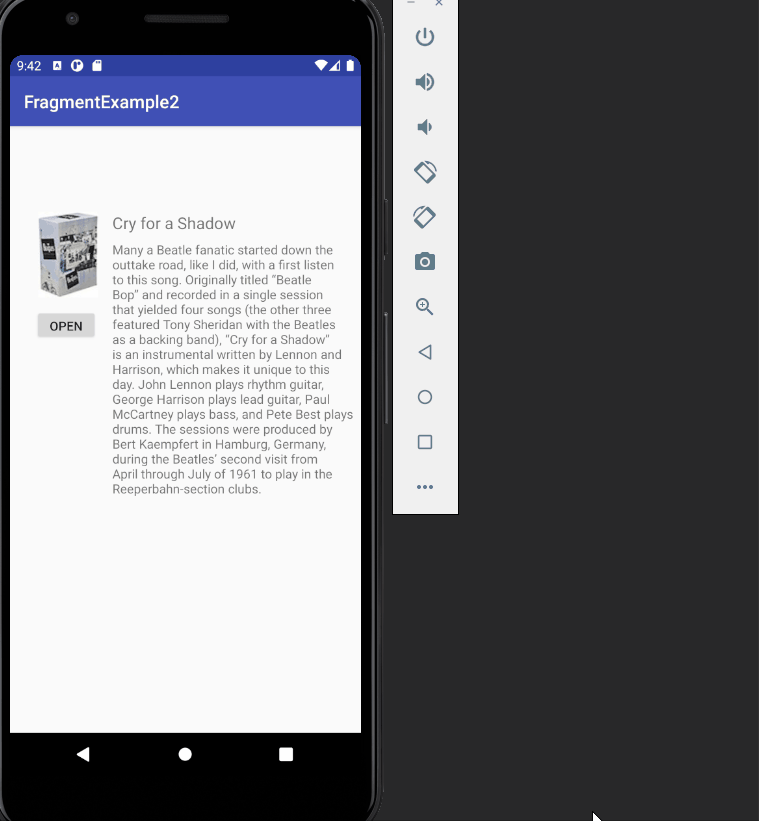 9:42
FragmentExample2
Cry for a Shadow
Many a Beatle fanatic started down the
outtake road, like I did, with a first listen
to this song. Originally titled “Beatle
Bop” and recorded in a single session
that yielded four songs (the other three
featured Tony Sheridan with the Beatles
as a backing band), “Cry for a Shadow”
is an instrumental written by Lennon and
Harrison, which makes it unique to this
day. John Lennon plays rhythm guitar,
George Harrison plays lead guitar, Paul
McCartney plays bass, and Pete Best plays
drums. The sessions were produced by
Bert Kaempfert in Hamburg, Germany,
during the Beatles’ second visit from
April through July of 1961 to play in the
Reeperbahn-section clubs.
OPEN